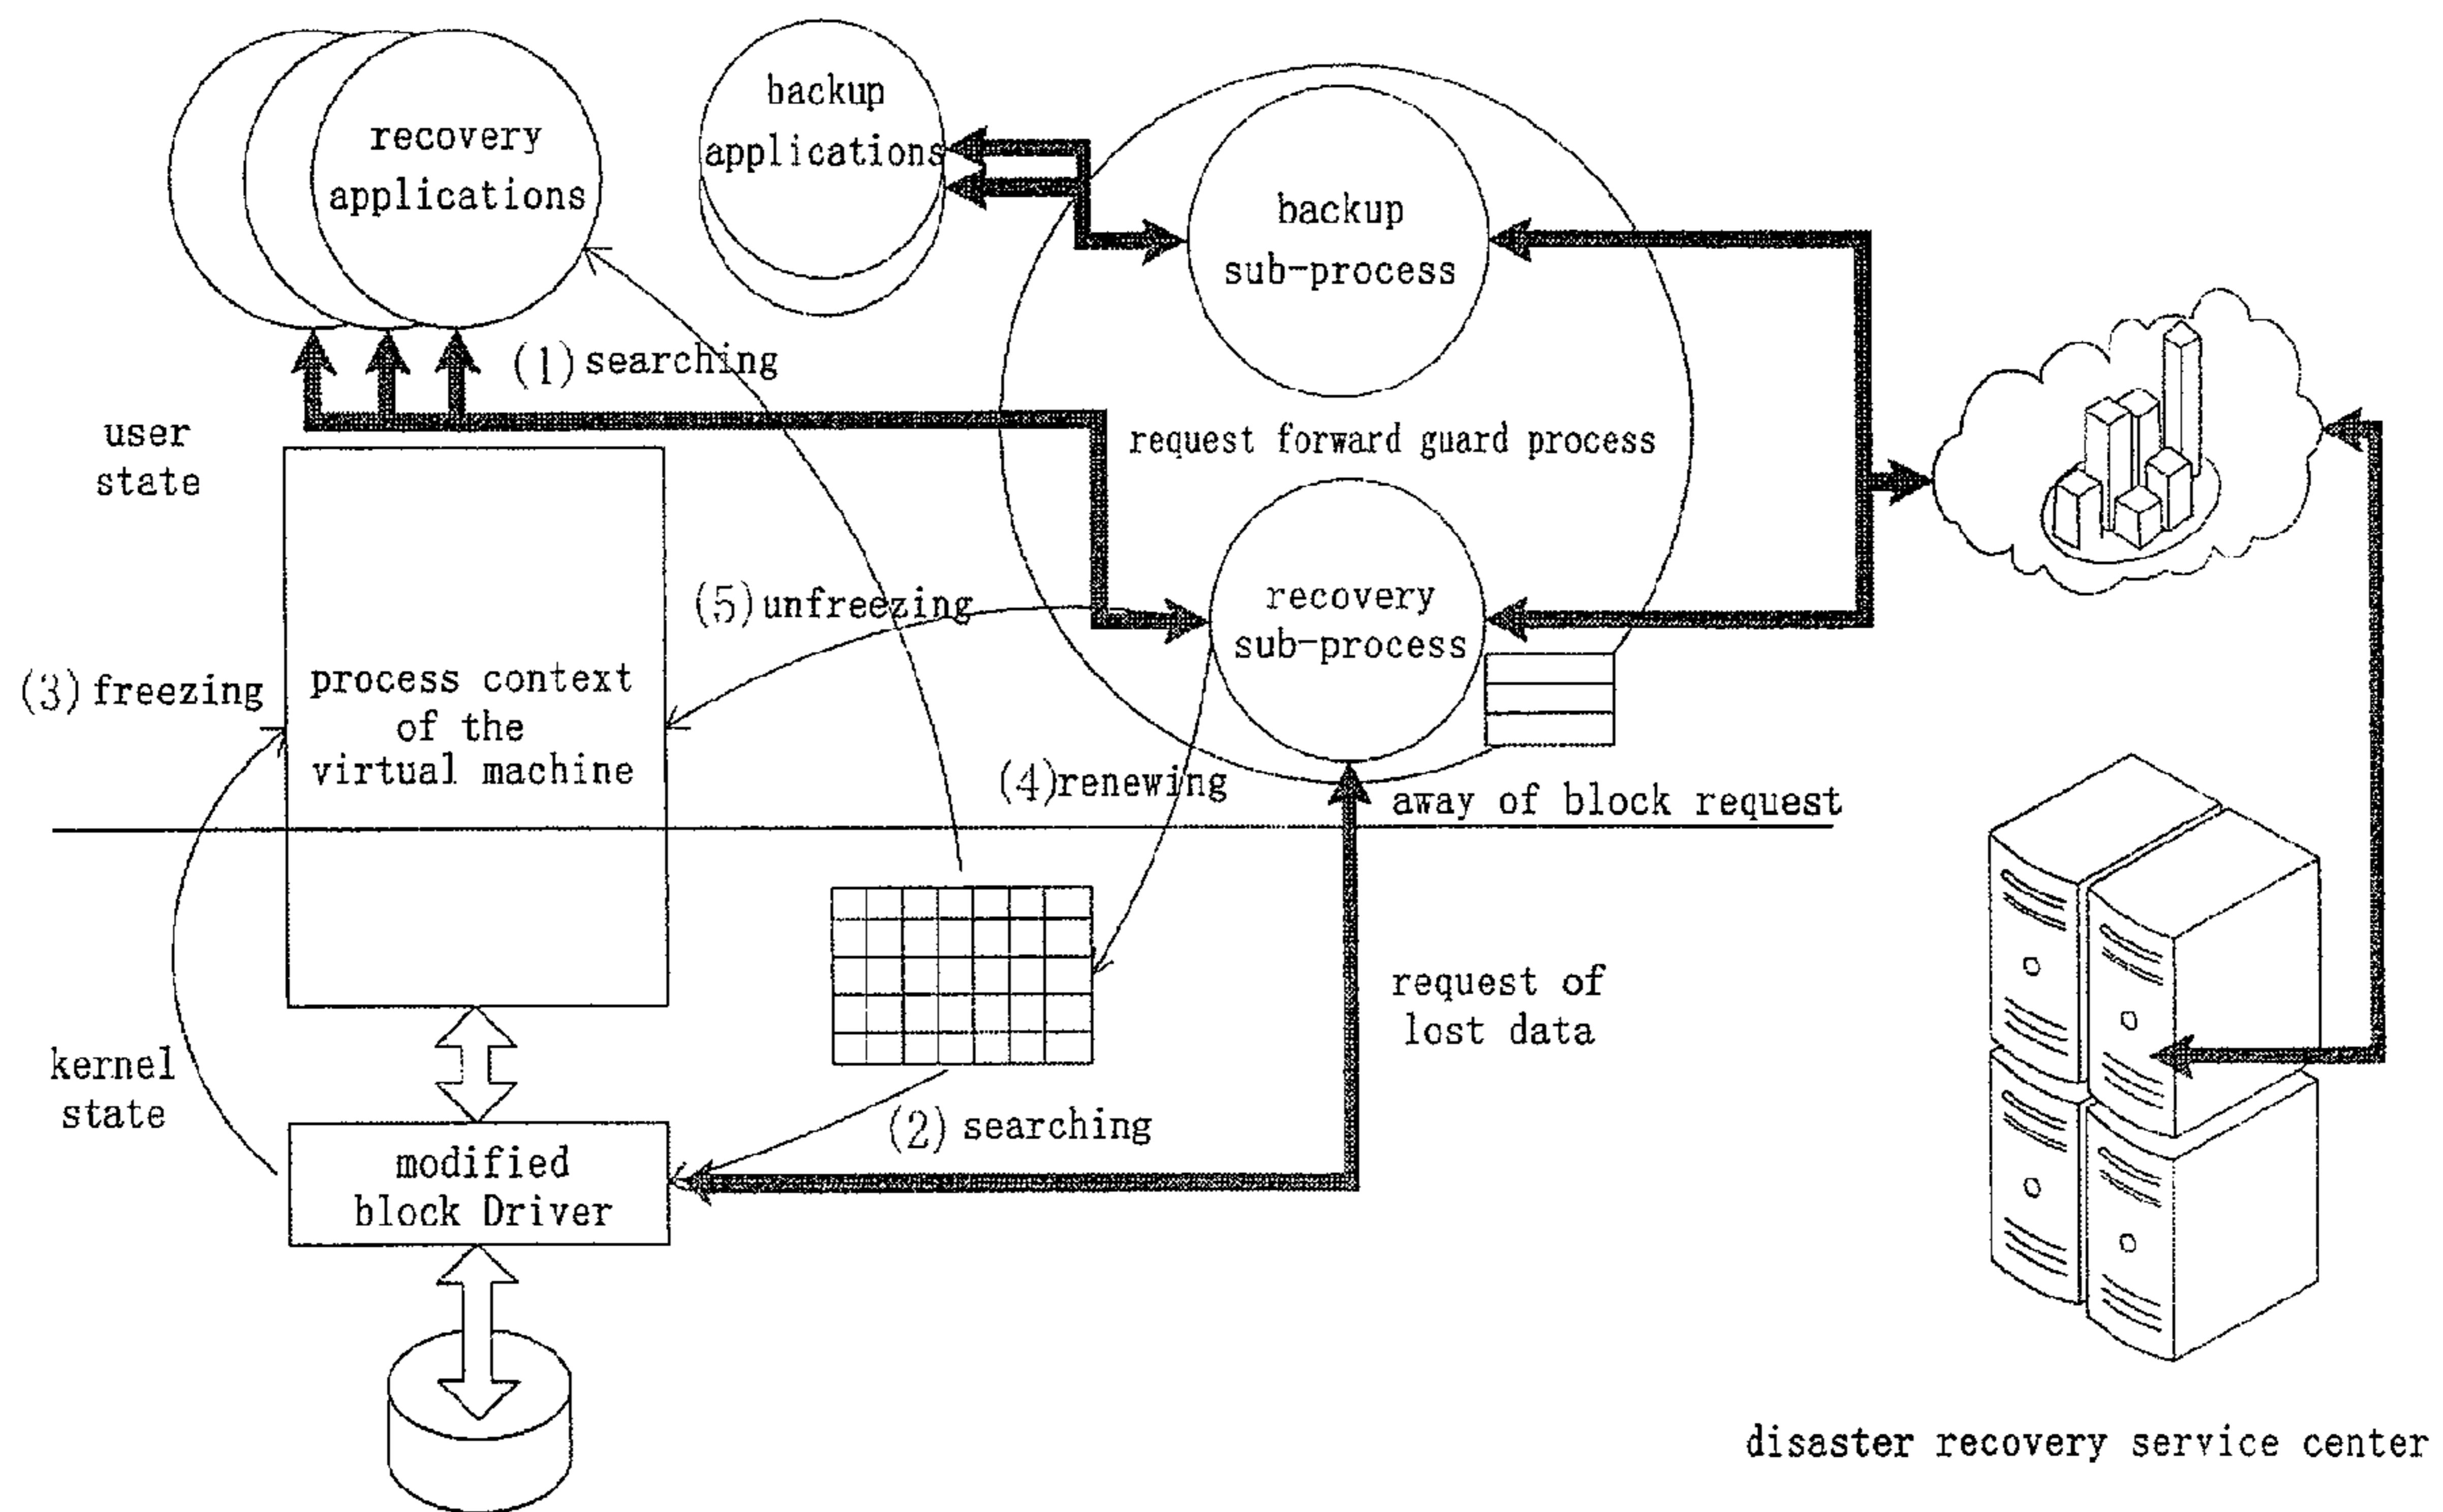 backup
applications
recovery
applications
backup
sub-process
(1) searching
user
state
request forward guard process
(5) unfreezing
recovery
sub-process
(3) freezing
process context
of the
virtual machine
(4) renewing
away of block request
request of
lost data
kernel
state
(2) searching
modified
block Driver
disaster recovery service center